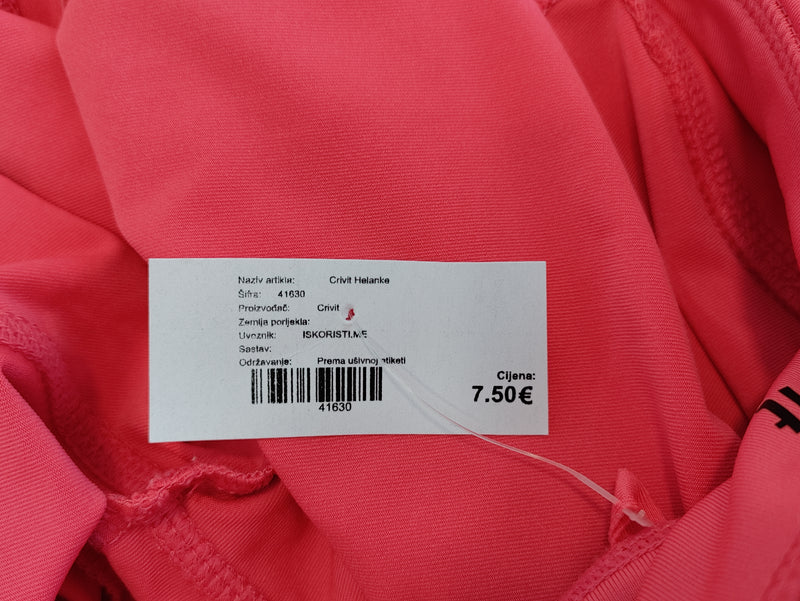 Naziv artikla: Crivit Helanke
Šifra: 41630
Proizvođač: Crivit
Zemlja porijekla:
Uvoznik: ISKORISTI.ME
Sastav:
Održavanje: Prema ušivnoj etiketi
41630
Cijena:
7.50€